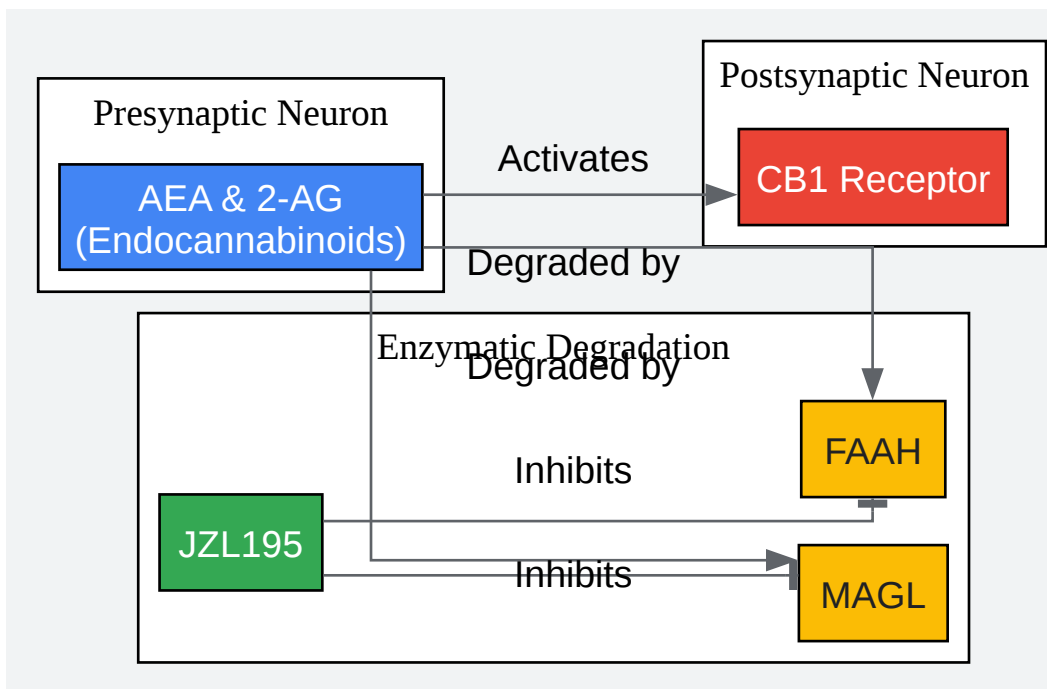 Postsynaptic Neuron
Presynaptic Neuron
Activates
CB1 Receptor
AEA & 2-AG
(Endocannabinoids)
Degraded by
Enzymatic Degradation
Degraded by
FAAH
Inhibits
JZL195
Inhibits
MAGL